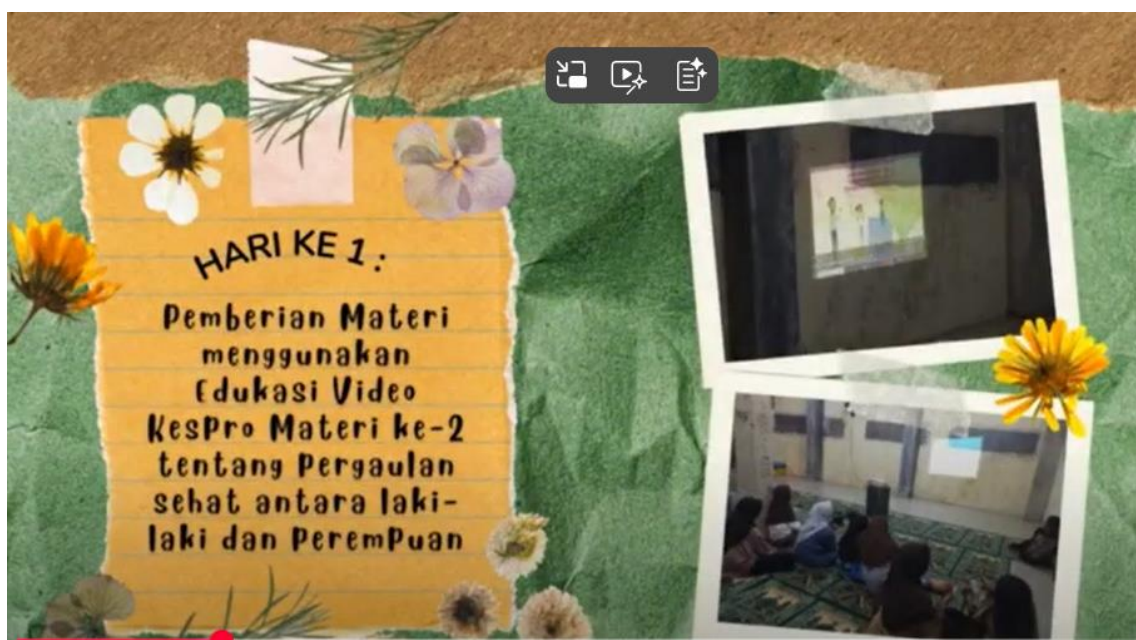 HARI KE 1 :
Pemberian Materi
menggunakan
Edukasi Video
KesPro Materi ke-2
tentang Pergaulan
sehat antara laki-
laki dan Perempuan